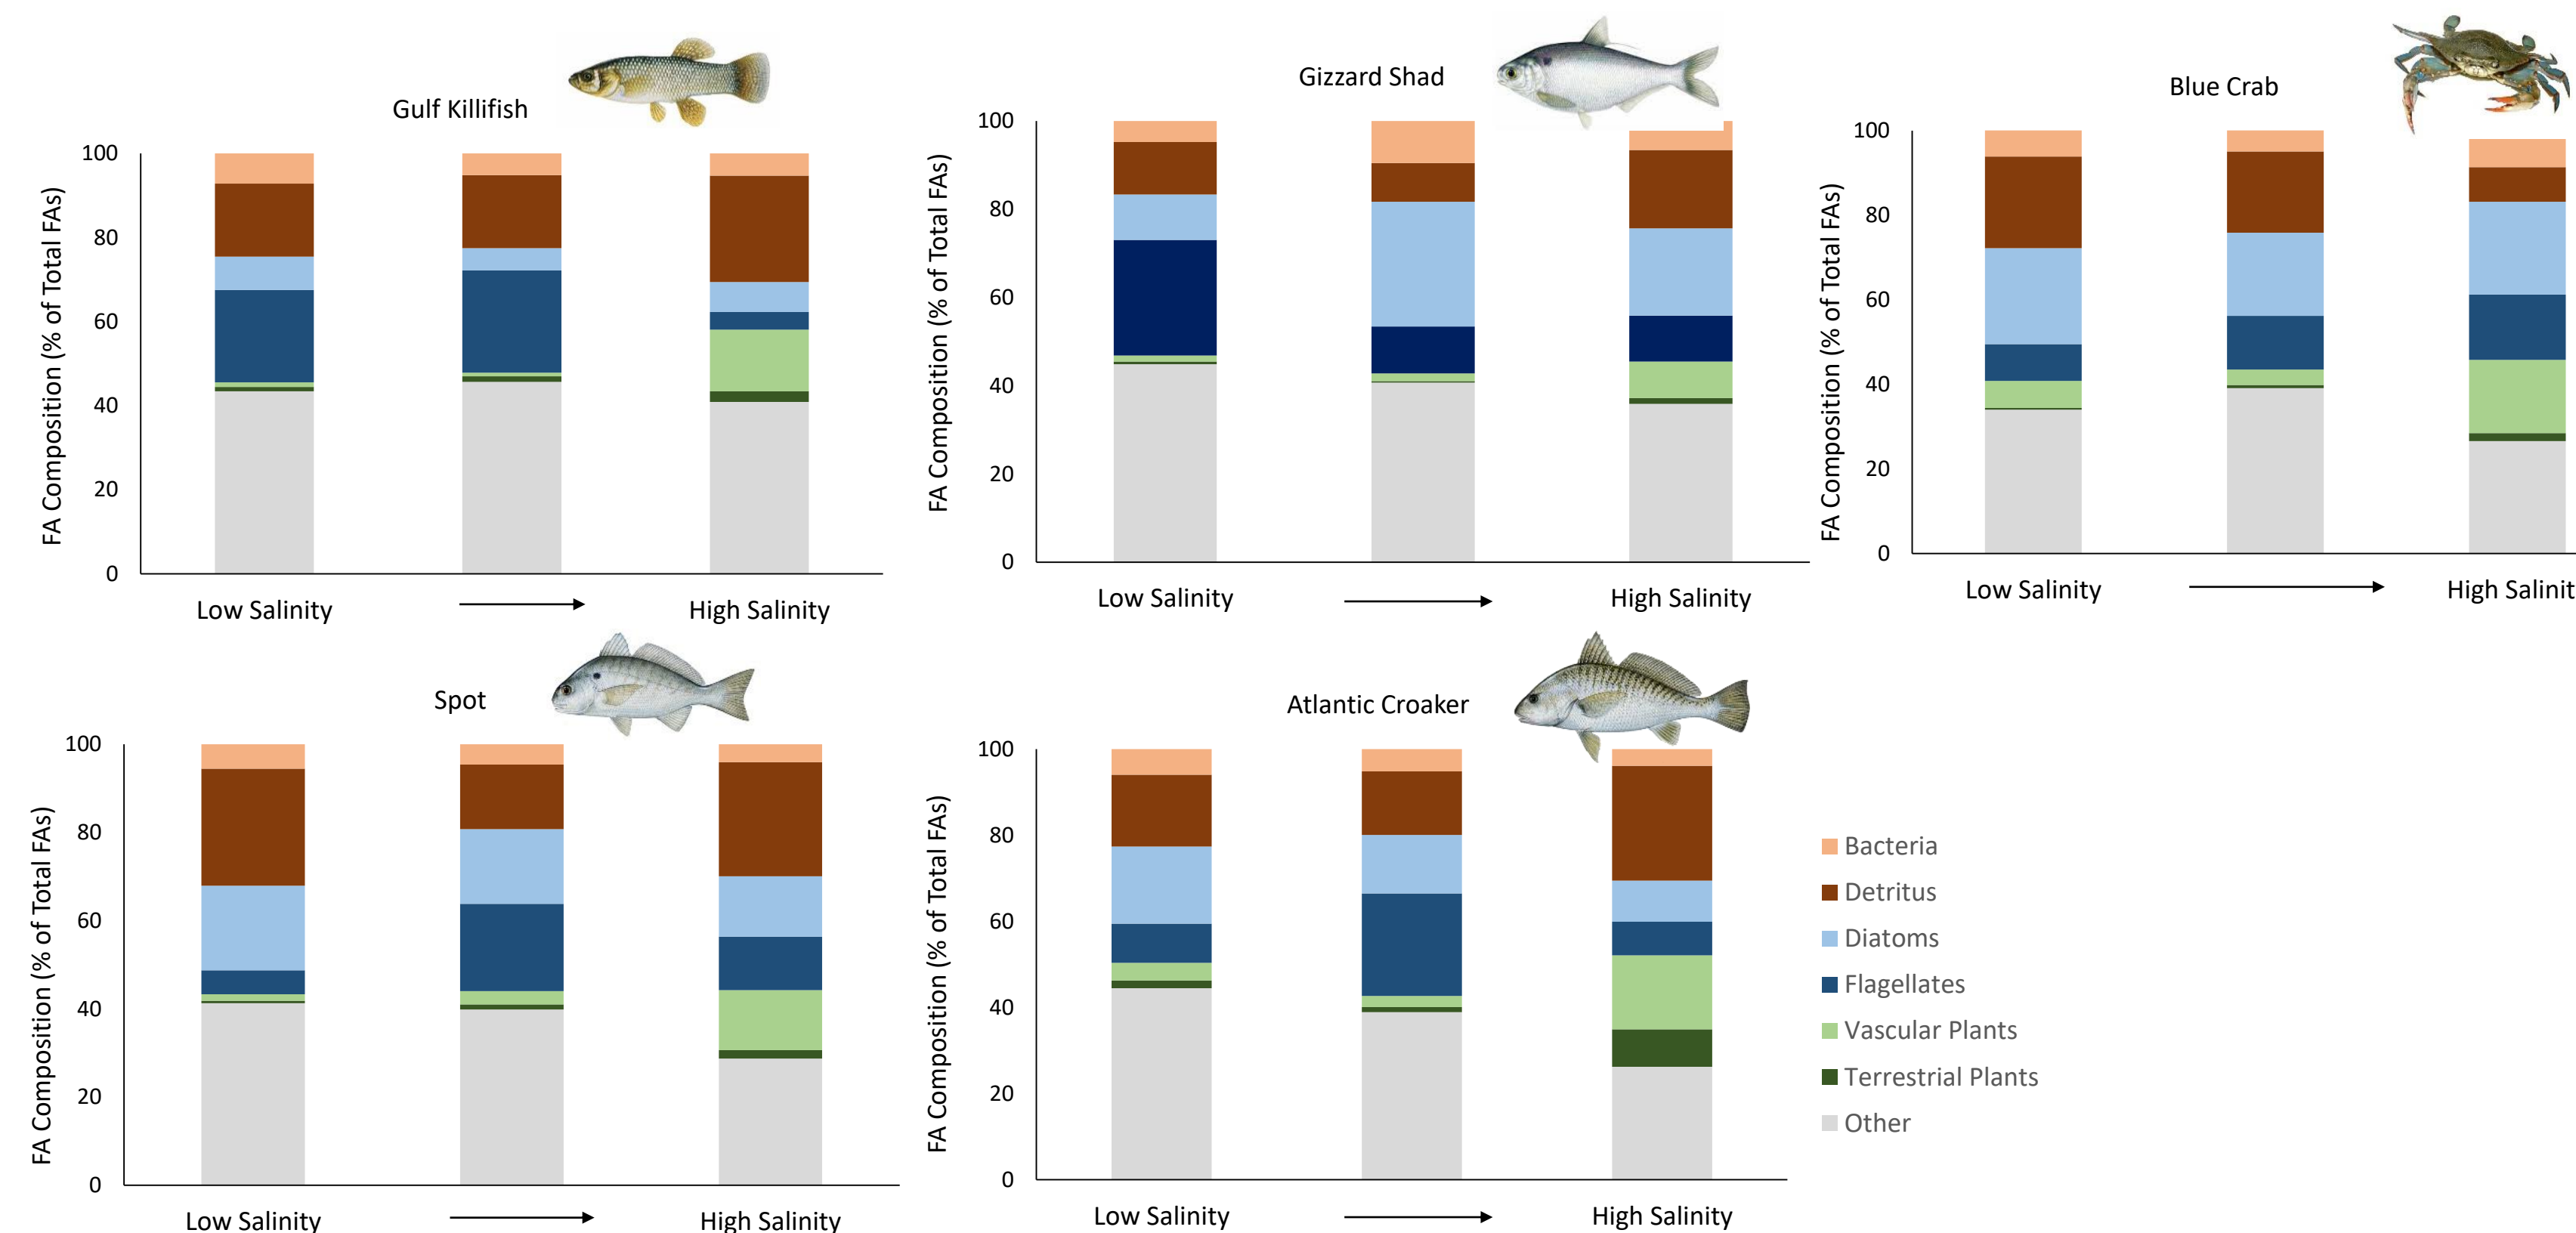 Gulf Killifish
FA Composition (% of Total FAs)
100
80
60
40
20
0
Low Salinity
High Salinity
Gizzard Shad
FA Composition (% of Total FAs)
100
80
60
40
20
0
Low Salinity
High Salinity
Blue Crab
FA Composition (% of Total FAs)
100
80
60
40
20
0
Low Salinity
High Salinit
Spot
FA Composition (% of Total FAs)
100
80
60
40
20
0
Low Salinity
High Salinity
Atlantic Croaker
FA Composition (% of Total FAs)
100
80
60
40
20
0
Low Salinity
High Salinity
Bacteria
Detritus
Diatoms
Flagellates
Vascular Plants
Terrestrial Plants
Other